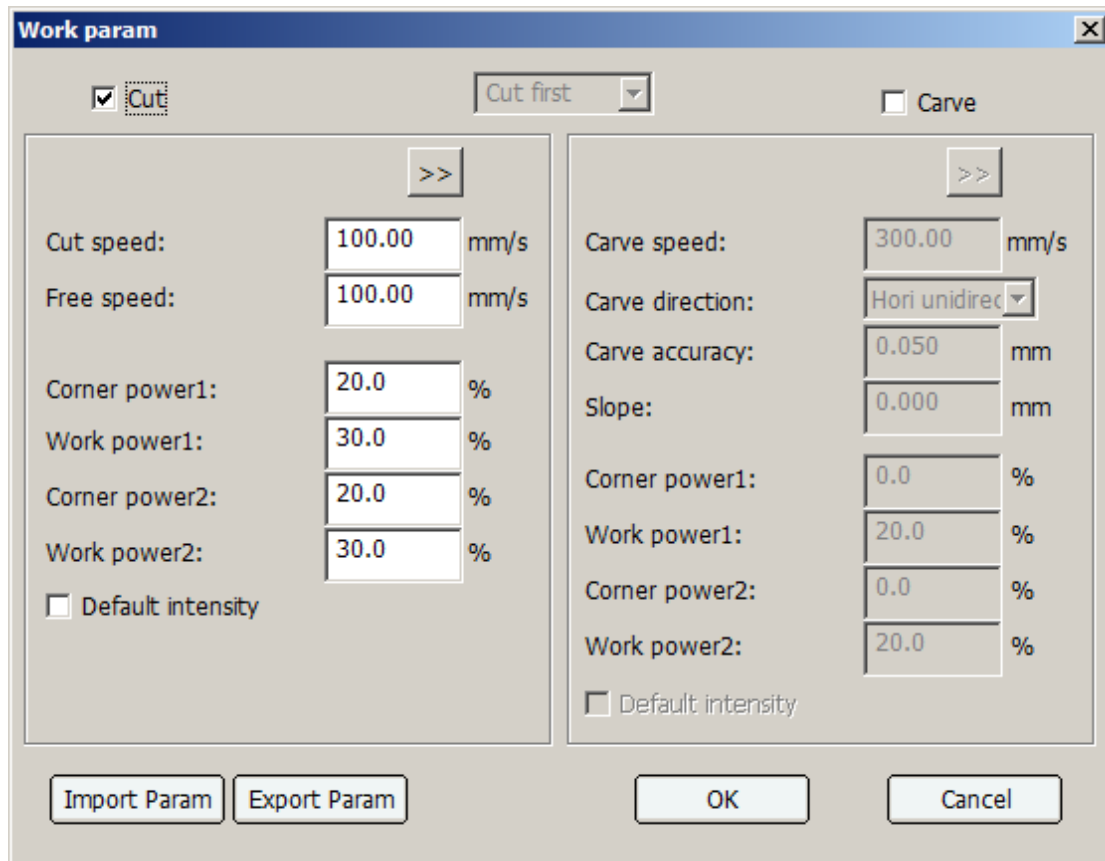 Work param
Cut
Cut first
Carve
>>
Cut speed: 100.00 mm/s
Free speed: 100.00 mm/s
Corner power1: 20.0 %
Work power1: 30.0 %
Corner power2: 20.0 %
Work power2: 30.0 %
Default intensity
>>
Carve speed: 300.00 mm/s
Carve direction: Hori unidirec
Carve accuracy: 0.050 mm
Slope: 0.000 mm
Corner power1: 0.0 %
Work power1: 20.0 %
Corner power2: 0.0 %
Work power2: 20.0 %
Default intensity
Import Param Export Param OK Cancel